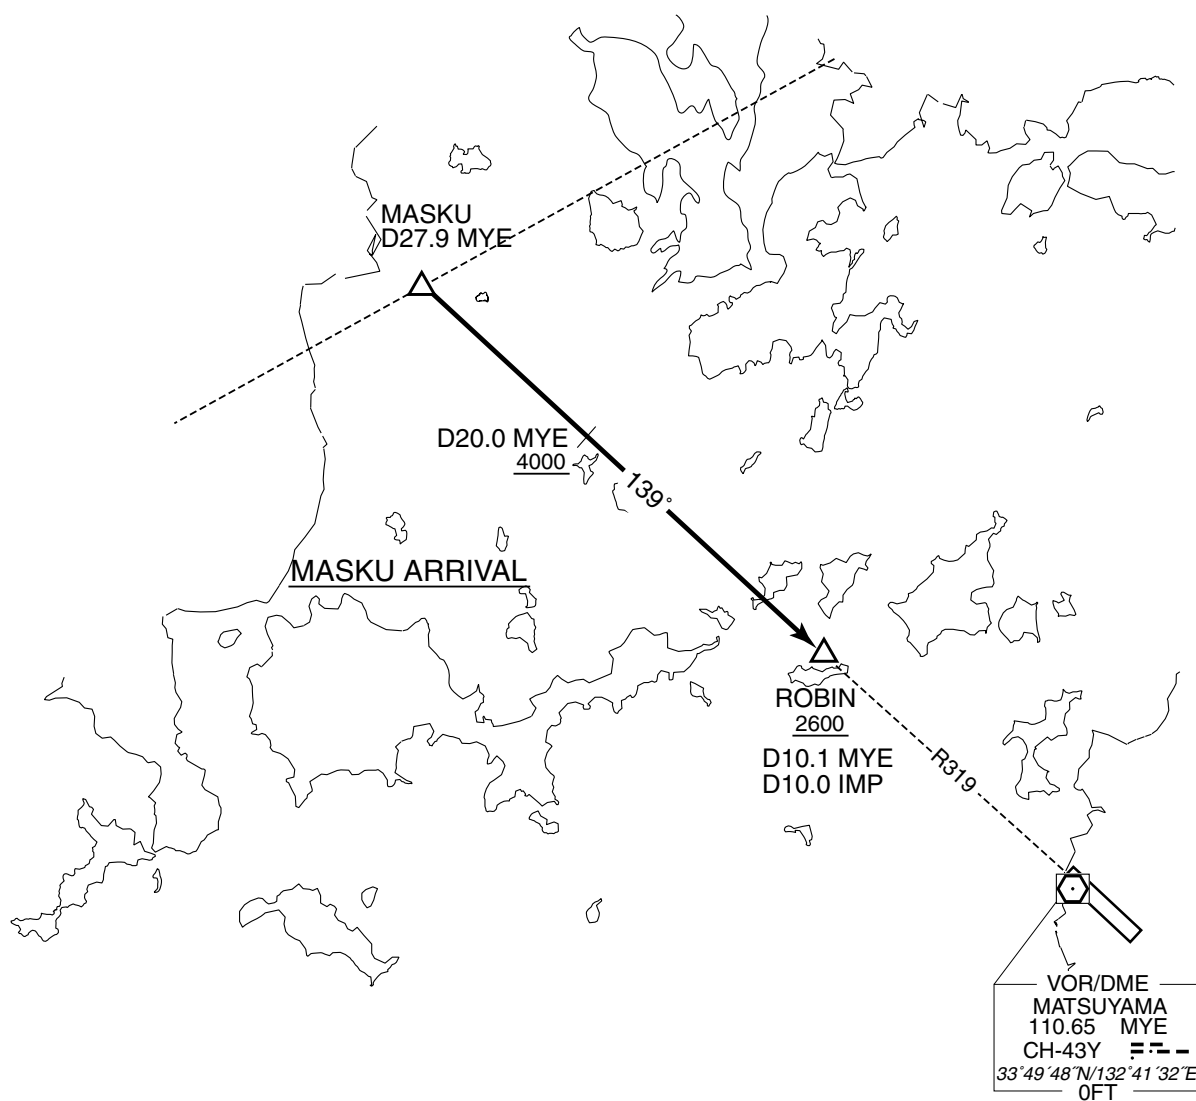 MASKU
D27.9 MYE
D20.0 MYE
4000
139°
MASKU ARRIVAL
ROBIN
2600
D10.1 MYE
D10.0 IMP
R319
VOR/DME
MATSUYAMA
110.65 MYE
CH-43Y
33°49´48˝N/132°41´32˝E
0FT